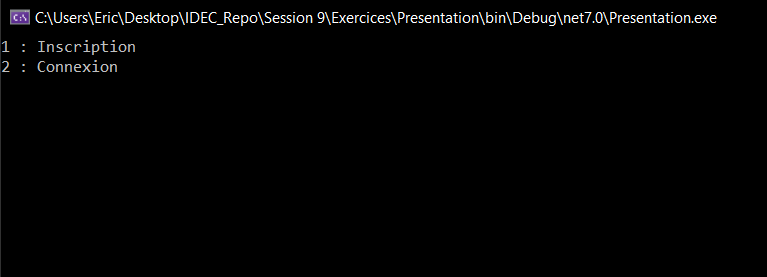 C:\Users\Eric\Desktop\IDEC_Repo\Session 9\Exercices\Presentation\bin\Debug\net7.0\Presentation.exe
1 : Inscription
2 : Connexion